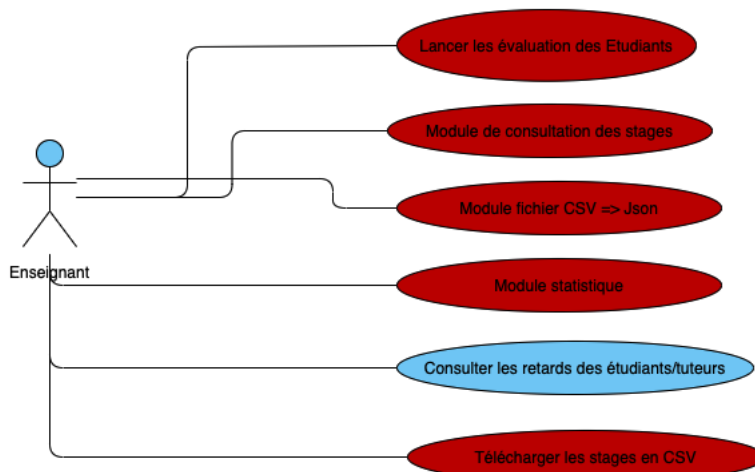 Lancer les évaluation des Etudiants
Module de consultation des stages
Module fichier CSV => Json
Enseignant
Module statistique
Consulter les retards des étudiants/tuteurs
Télécharger les stages en CSV